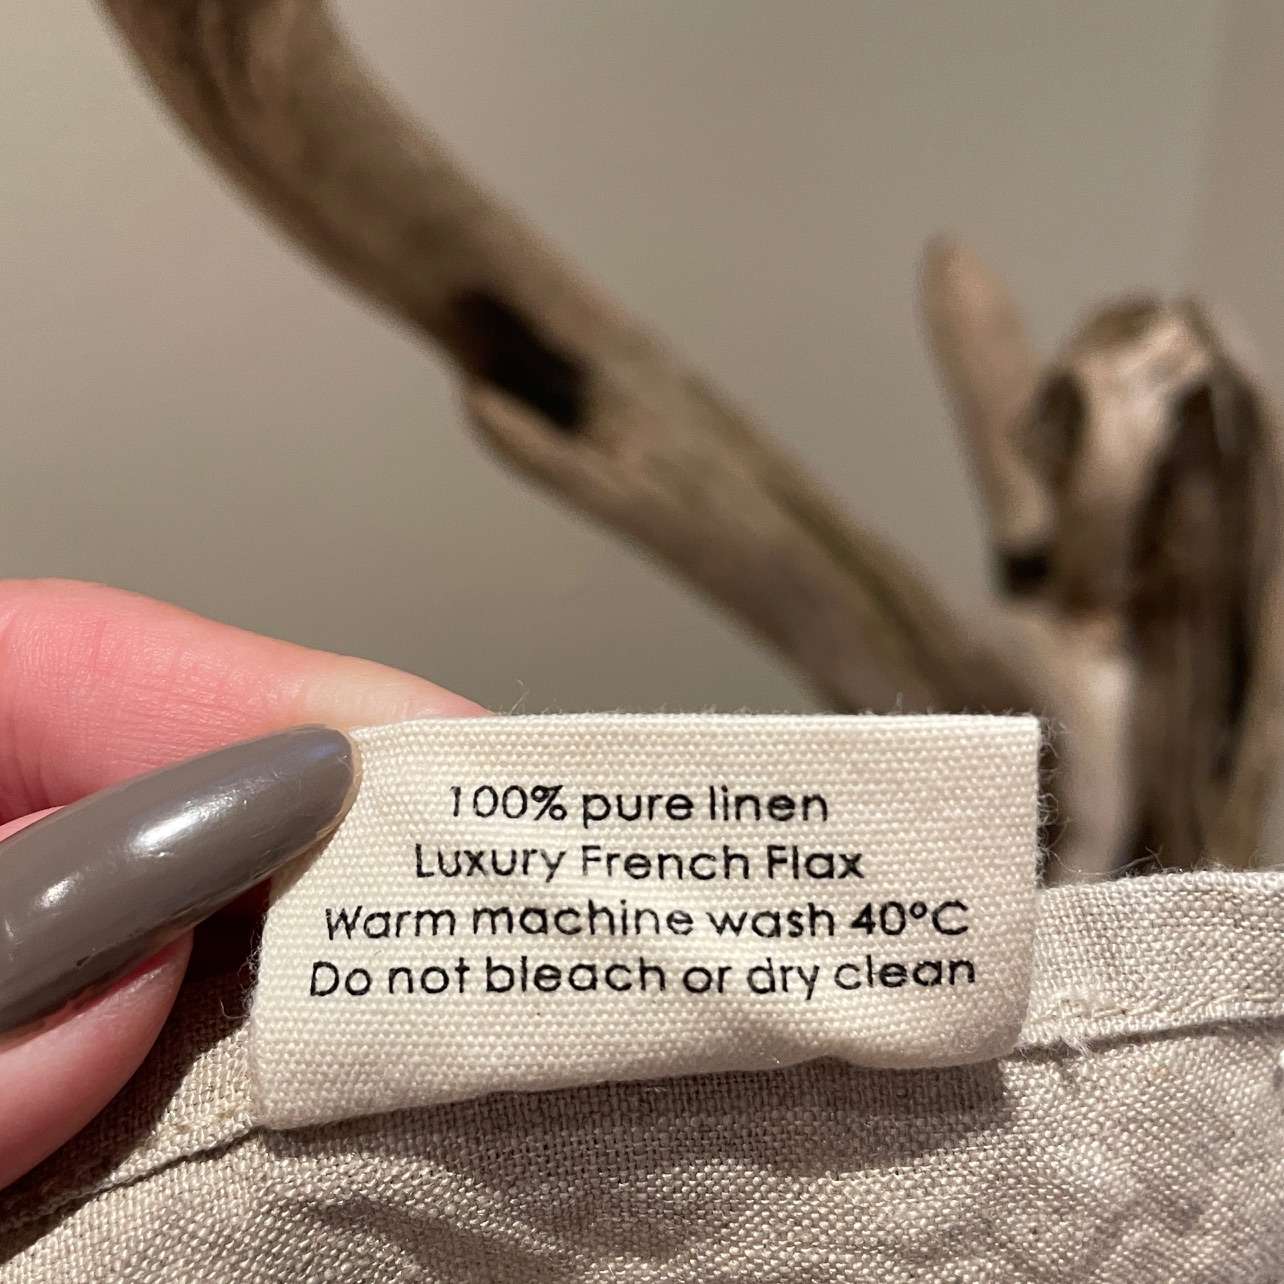 100% pure linen
Luxury French Flax
Warm machine wash 40°C
Do not bleach or dry clean